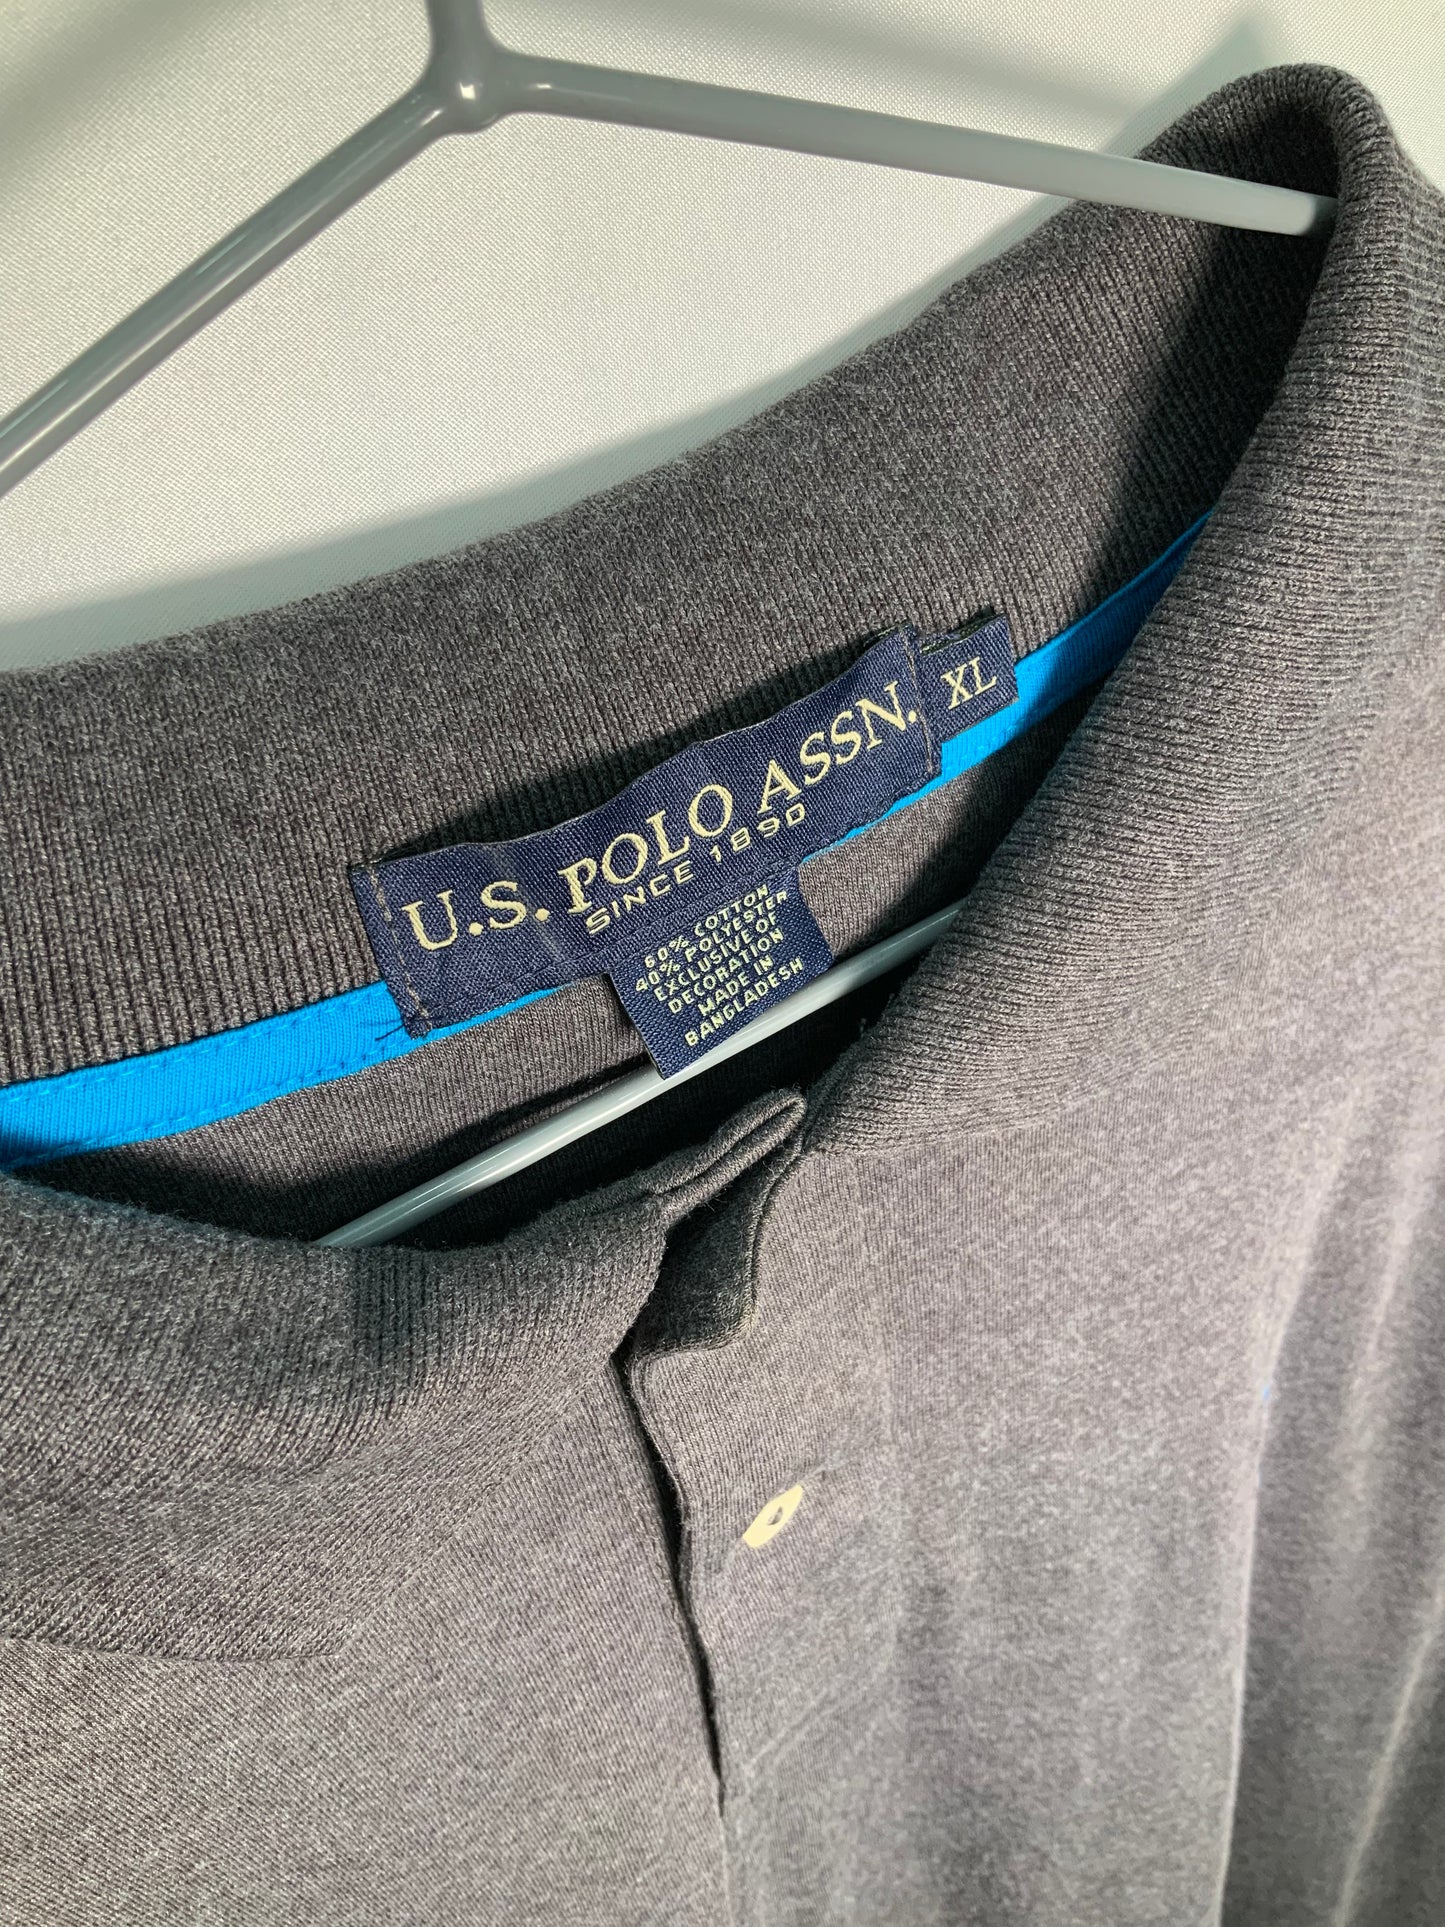 U.S. POLO ASSN.
SINCE 1890
XL
60% COTTON
40% POLYESTER
EXCLUSIVE OF
DECORATION
MADE IN
BANGLADESH